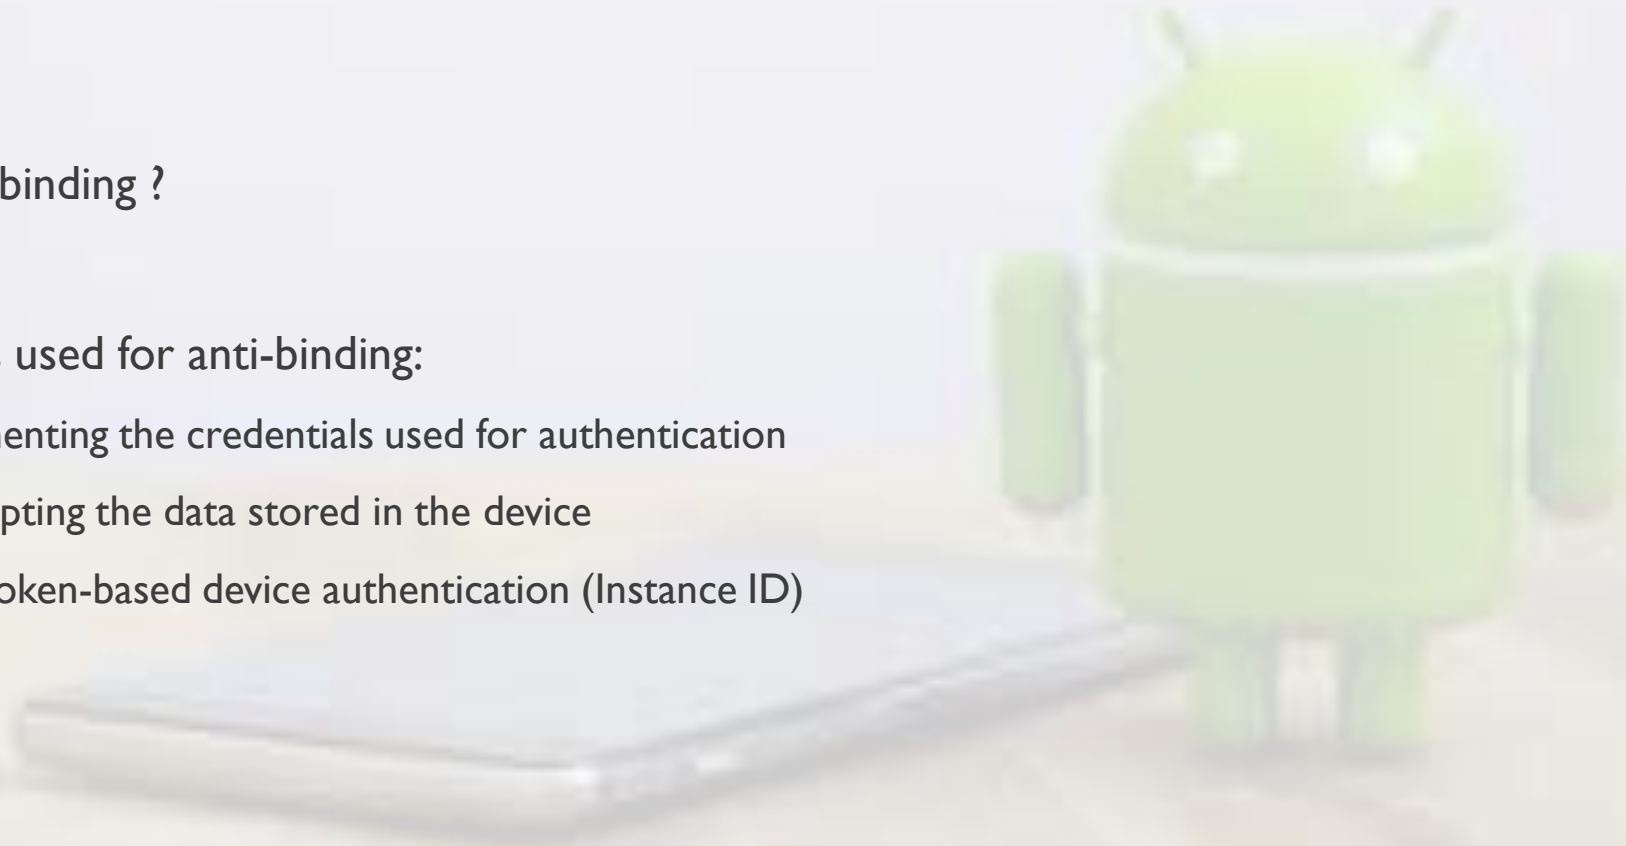 binding ?
used for anti-binding:
enting the credentials used for authentication
pting the data stored in the device
oken-based device authentication (Instance ID)